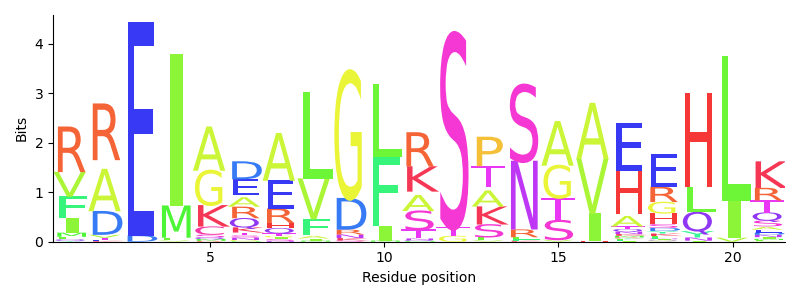 Bits
4
3
2
1
0
R V F I M
R A D
E D
I M
A G K C
D E A R Q
A E R Q
L V F
G D R
L F I
R K A S T
S T G
P T A K S
S N R
A G T S
A V I
E H A
E R G H
H L Q
L V
K R T Q S
5 10 15 20
Residue position